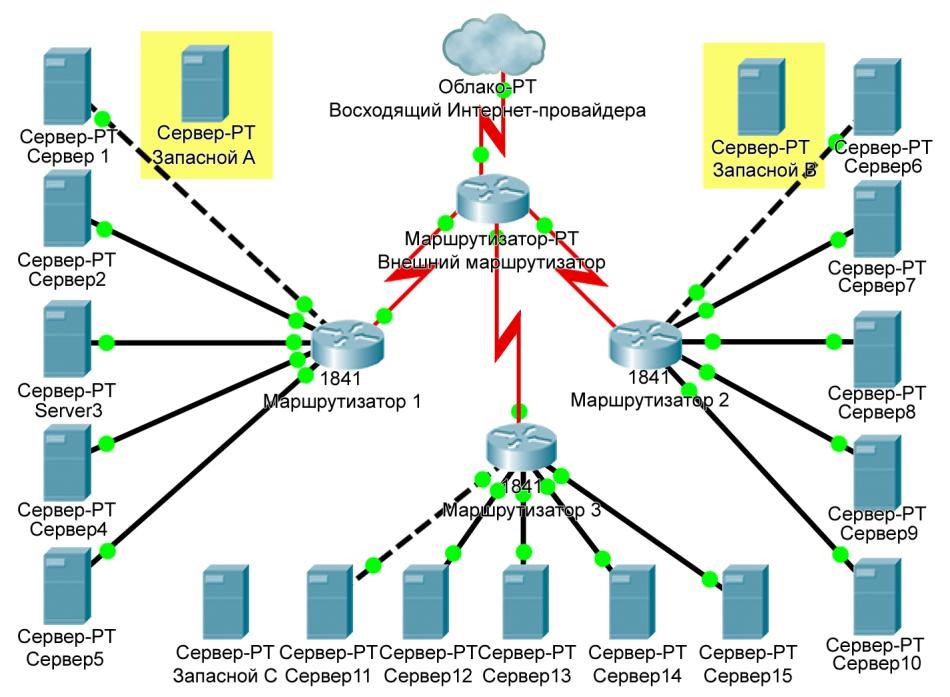 Облако-PT
Восходящий Интернет-провайдера
Сервер-PT
Сервер 1
Сервер-PT
Запасной A
Сервер-PT
Запасной B
Сервер-PT
Сервер6
Маршрутизатор-PT
Внешний маршрутизатор
Сервер-PT
Сервер2
Сервер-PT
Сервер7
Сервер-PT
Server3
1841
Маршрутизатор 1
1841
Маршрутизатор 2
Сервер-PT
Сервер8
Сервер-PT
Сервер4
1841
Маршрутизатор 3
Сервер-PT
Сервер9
Сервер-PT
Сервер5
Сервер-PT
Запасной C
Сервер-PT
Сервер11
Сервер-PT
Сервер12
Сервер-PT
Сервер13
Сервер-PT
Сервер14
Сервер-PT
Сервер15
Сервер-PT
Сервер10